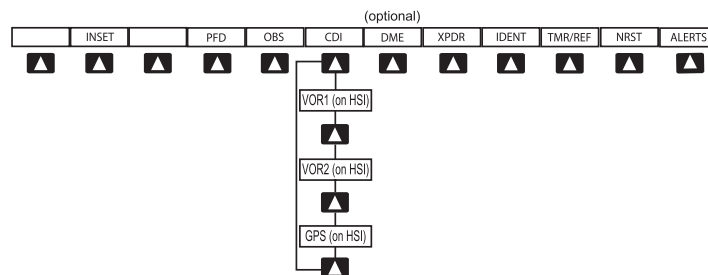 (optional)
INSET PFD OBS CDI DME XPDR IDENT TMR/REF NRST ALERTS
VOR1 (on HSI)
VOR2 (on HSI)
GPS (on HSI)